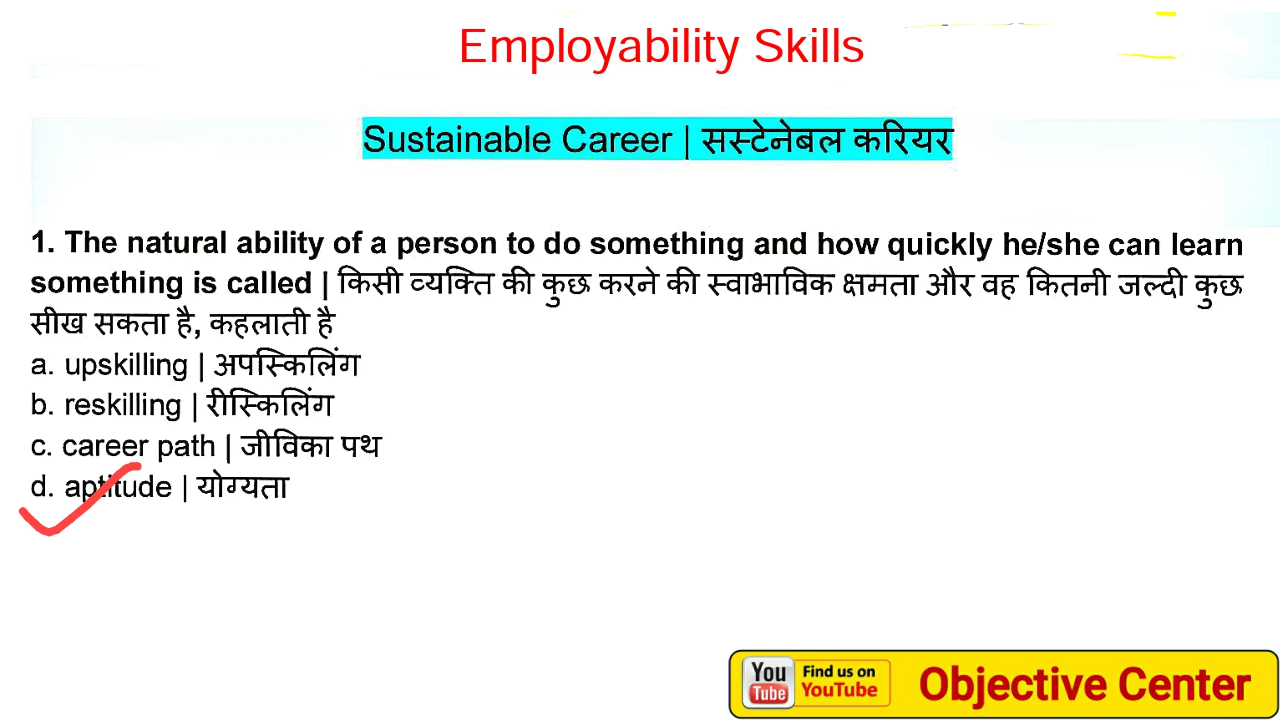 Employability Skills
Sustainable Career | सस्टेनेबल करियर
1. The natural ability of a person to do something and how quickly he/she can learn
something is called | किसी व्यक्ति की कुछ करने की स्वाभाविक क्षमता और वह कितनी जल्दी कुछ
सीख सकता है, कहलाती है
a. upskilling | अपस्किलिंग
b. reskilling | रीस्किलिंग
c. career path | जीविका पथ
d. aptitude | योग्यता
You Tube
Find us on
YouTube
Objective Center